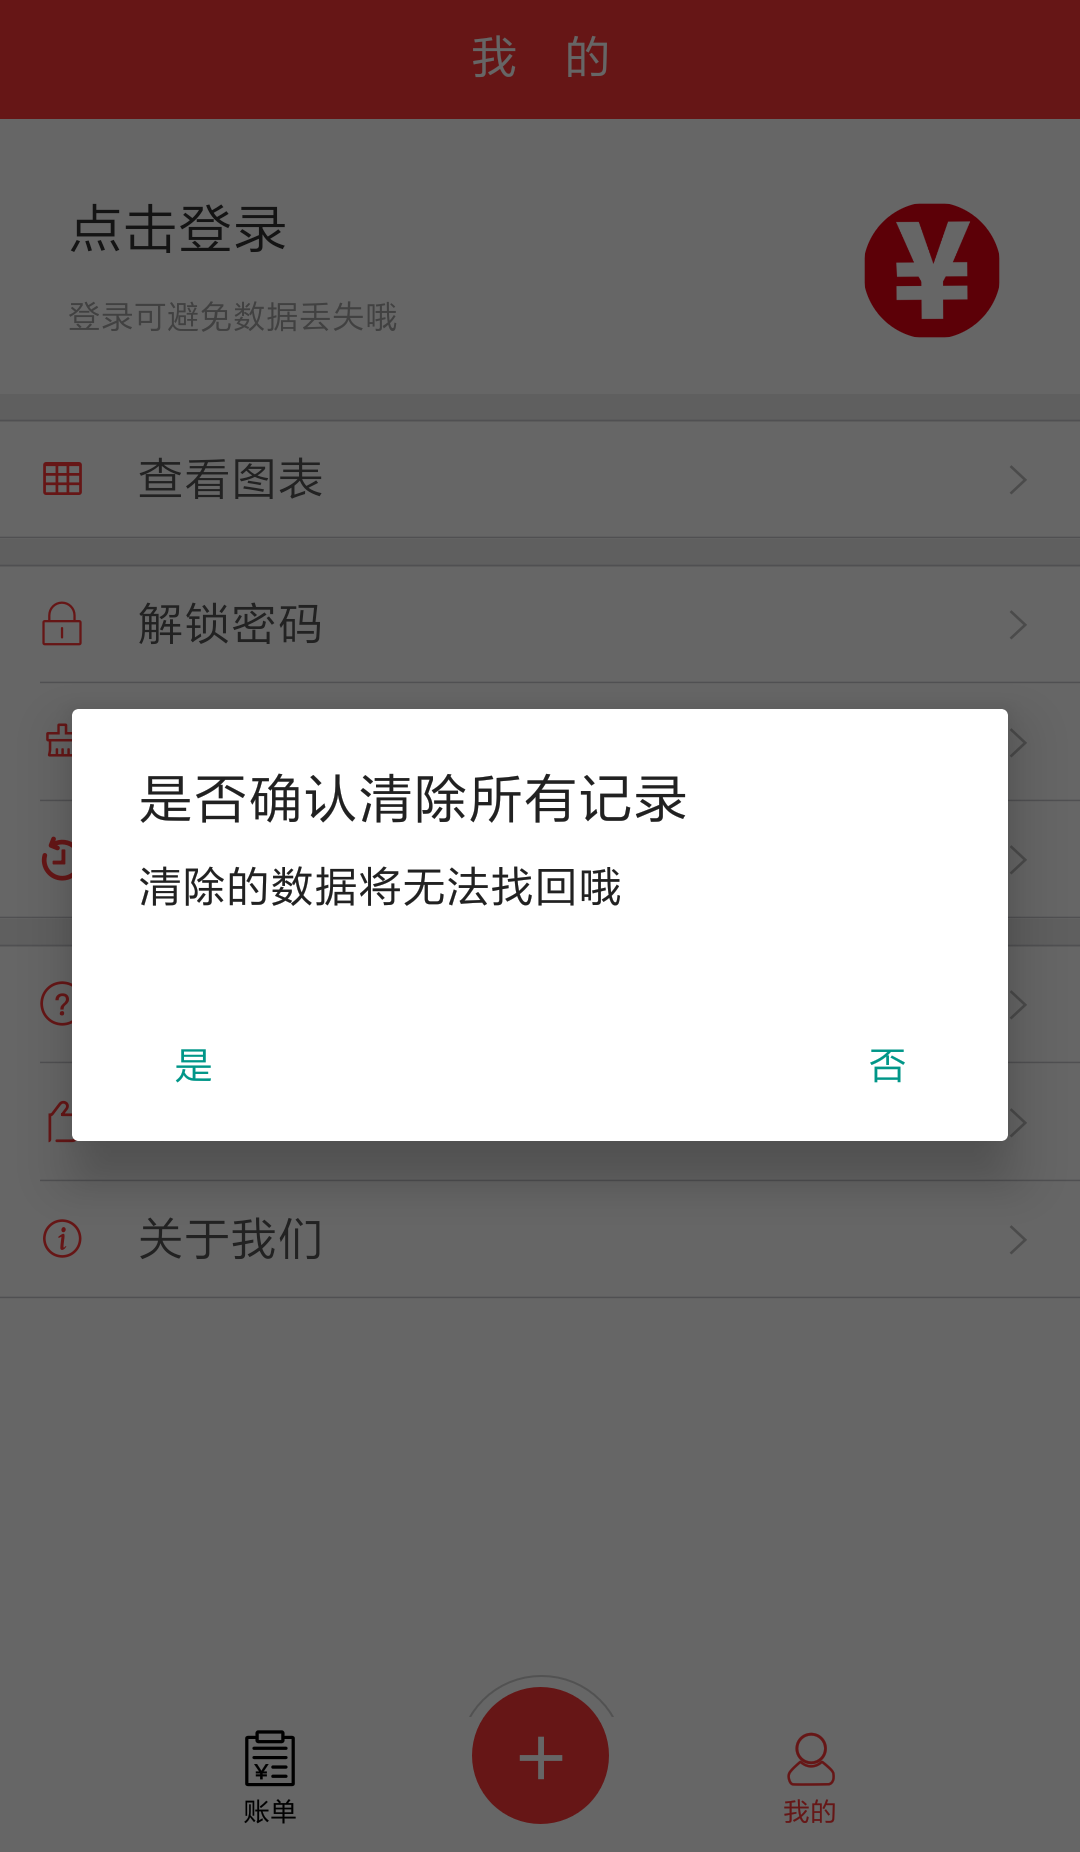 我 的
点击登录
登录可避免数据丢失哦
查看图表
解锁密码
是否确认清除所有记录
清除的数据将无法找回哦
是 否
关于我们
账单
我的